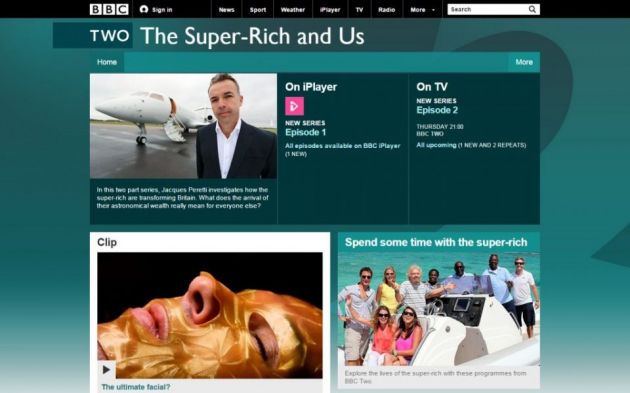 BBC Sign in News Sport Weather iPlayer TV Radio More Search
TWO The Super-Rich and Us
Home More
On iPlayer
NEW SERIES
Episode 1
All episodes available on BBC iPlayer
(1 NEW)
On TV
NEW SERIES
Episode 2
THURSDAY 21:00
BBC TWO
All upcoming (1 NEW AND 2 REPEATS)
In this two part series, Jacques Peretti investigates how the
super-rich are transforming Britain. What does the arrival of
their astronomical wealth really mean for everyone else?
Clip
The ultimate facial?
Spend some time with the super-rich
Explore the lives of the super-rich with these programmes from
BBC Two.